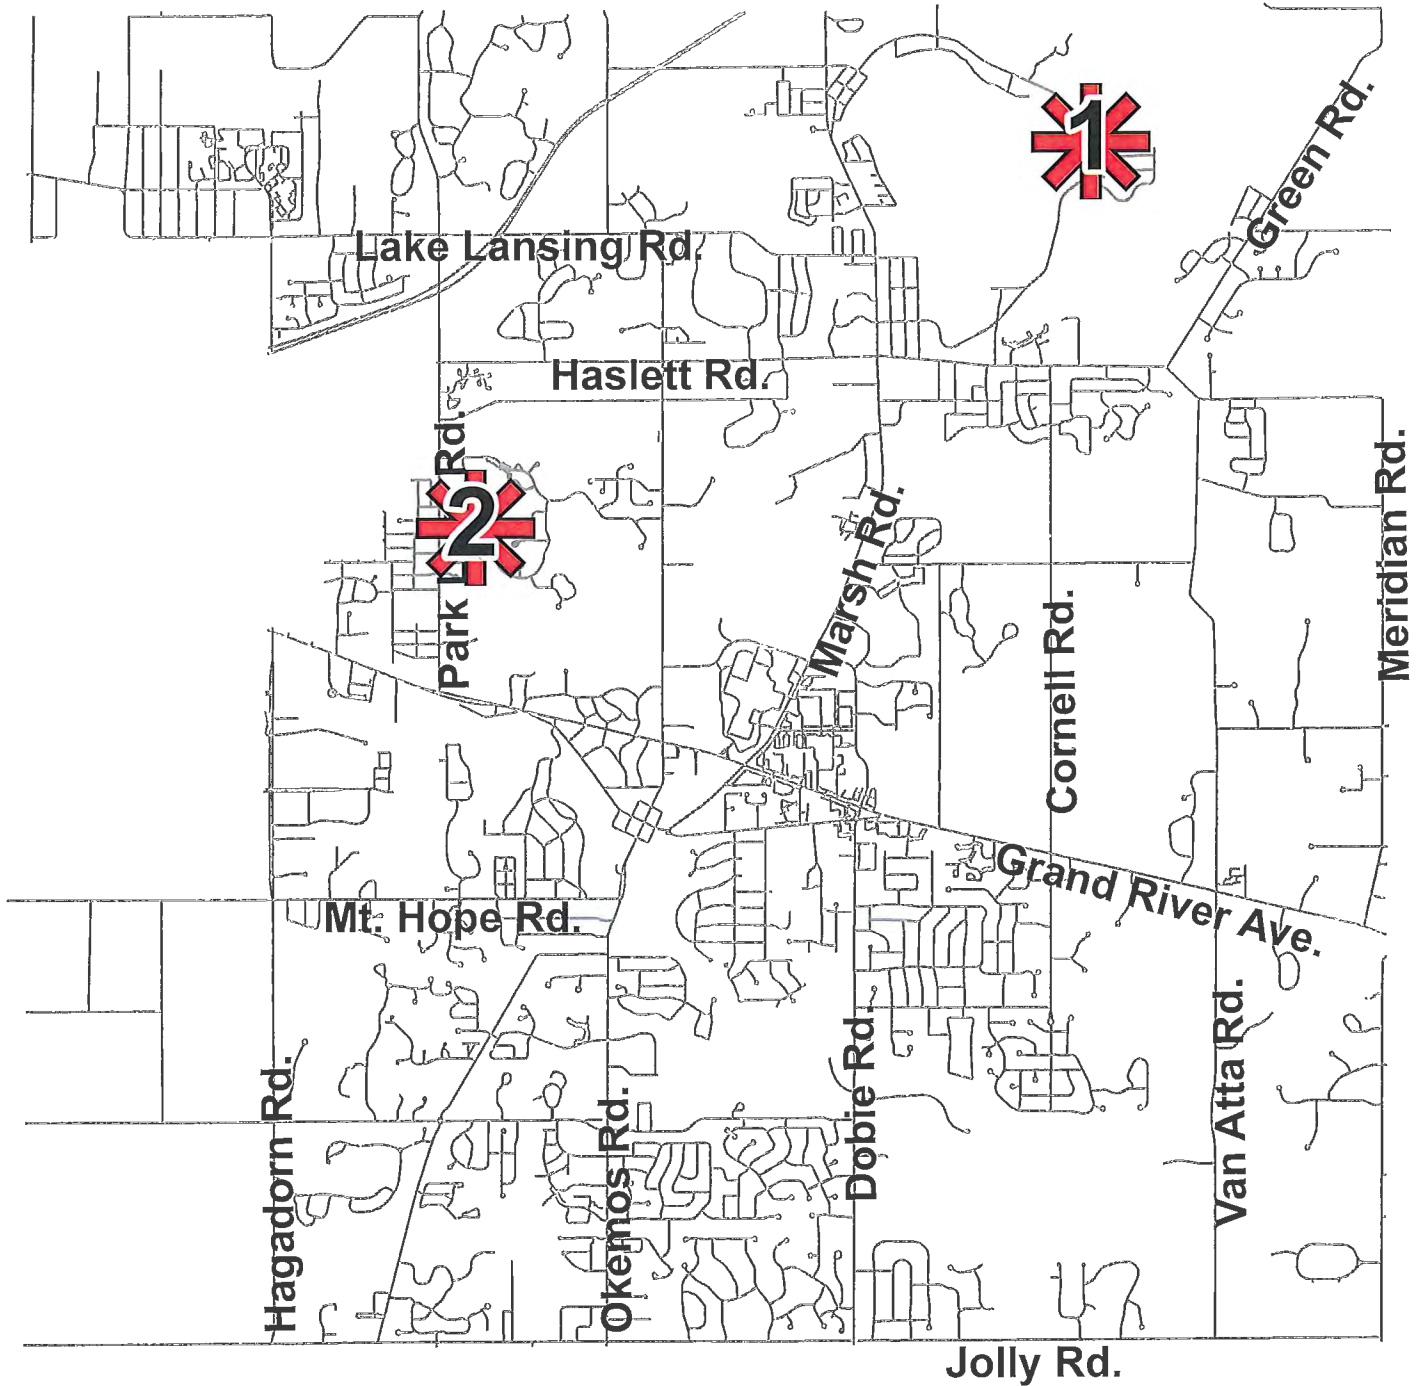 1
Green Rd.
Lake Lansing Rd.
Haslett Rd.
Park L Rd.
2
Marsh Rd.
Meridian Rd.
Cornell Rd.
Grand River Ave.
Mt. Hope Rd.
Hagadorn Rd.
Okemos Rd.
Dobie Rd.
Van Atta Rd.
Jolly Rd.